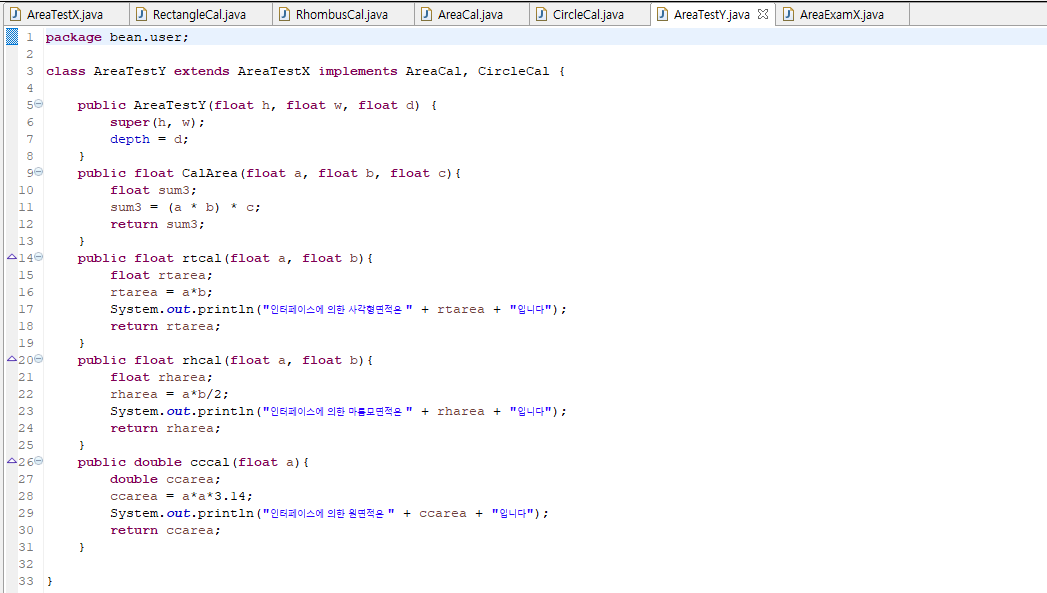 AreaTestX.java RectangleCal.java RhombusCal.java AreaCal.java CircleCal.java AreaTestY.java AreaExamX.java
1 package bean.user;
2
3 class AreaTestY extends AreaTestX implements AreaCal, CircleCal {
4
5 public AreaTestY(float h, float w, float d) {
6 super(h, w);
7 depth = d;
8 }
9 public float CalArea(float a, float b, float c){
10 float sum3;
11 sum3 = (a * b) * c;
12 return sum3;
13 }
14 public float rtcal(float a, float b){
15 float rtarea;
16 rtarea = a*b;
17 System.out.println("인터페이스에 의한 사각형면적은 " + rtarea + "입니다");
18 return rtarea;
19 }
20 public float rhcal(float a, float b){
21 float rharea;
22 rharea = a*b/2;
23 System.out.println("인터페이스에 의한 마름모면적은 " + rharea + "입니다");
24 return rharea;
25 }
26 public double cccal(float a){
27 double ccarea;
28 ccarea = a*a*3.14;
29 System.out.println("인터페이스에 의한 원면적은 " + ccarea + "입니다");
30 return ccarea;
31 }
32
33 }